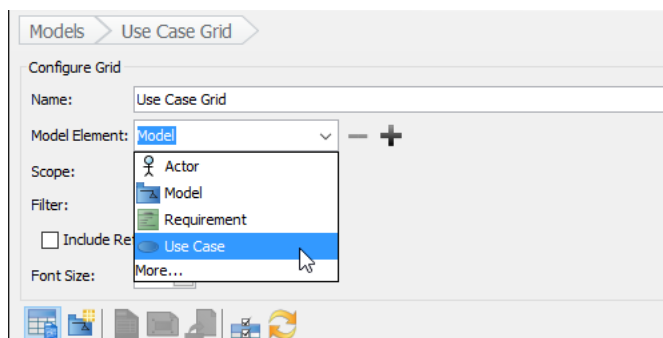 Models Use Case Grid
Configure Grid
Name: Use Case Grid
Model Element: Model
Scope: Actor
Model
Filter:
Requirement
Include Re Use Case
Font Size: More...